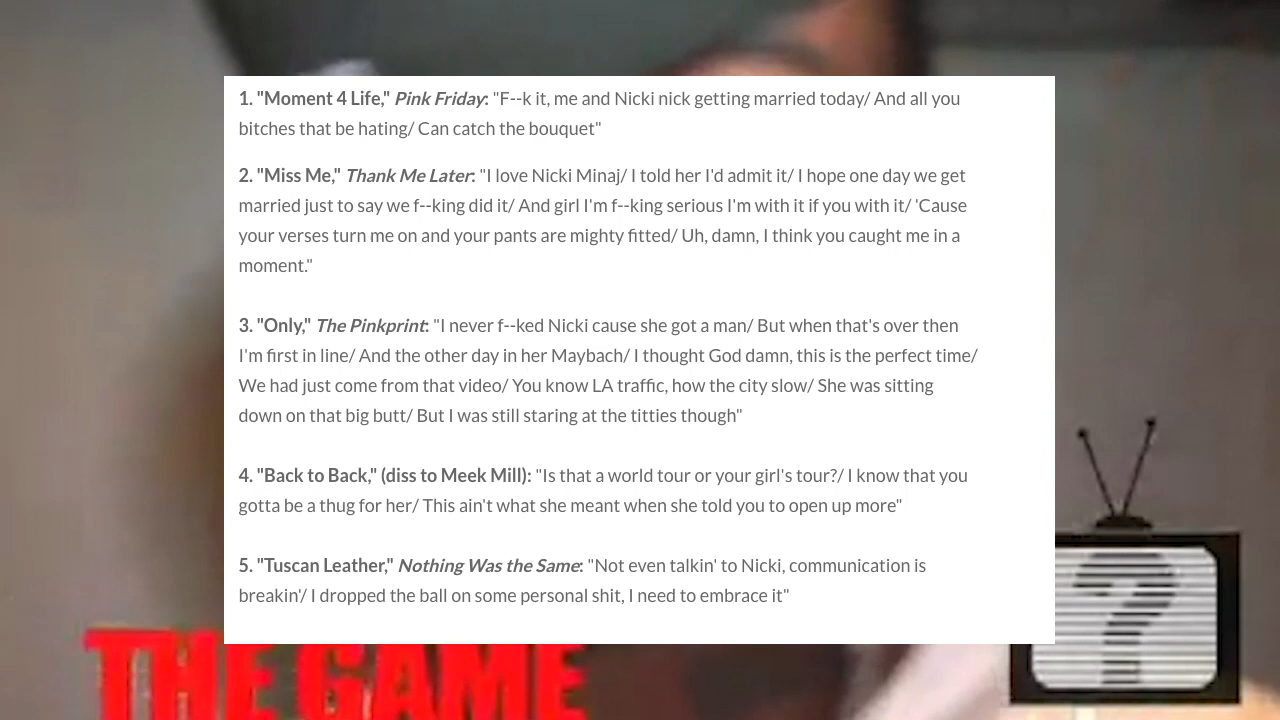 1. "Moment 4 Life," Pink Friday: "F--k it, me and Nicki nick getting married today/ And all you
bitches that be hating/ Can catch the bouquet"
2. "Miss Me," Thank Me Later: "I love Nicki Minaj/ I told her I'd admit it/ I hope one day we get
married just to say we f--king did it/ And girl I'm f--king serious I'm with it if you with it/ 'Cause
your verses turn me on and your pants are mighty fitted/ Uh, damn, I think you caught me in a
moment."
3. "Only," The Pinkprint: "I never f--ked Nicki cause she got a man/ But when that's over then
I'm first in line/ And the other day in her Maybach/ I thought God damn, this is the perfect time/
We had just come from that video/ You know LA traffic, how the city slow/ She was sitting
down on that big butt/ But I was still staring at the titties though"
4. "Back to Back," (diss to Meek Mill): "Is that a world tour or your girl's tour?/ I know that you
gotta be a thug for her/ This ain't what she meant when she told you to open up more"
5. "Tuscan Leather," Nothing Was the Same: "Not even talkin' to Nicki, communication is
breakin'/ I dropped the ball on some personal shit, I need to embrace it"
THE GAME
?